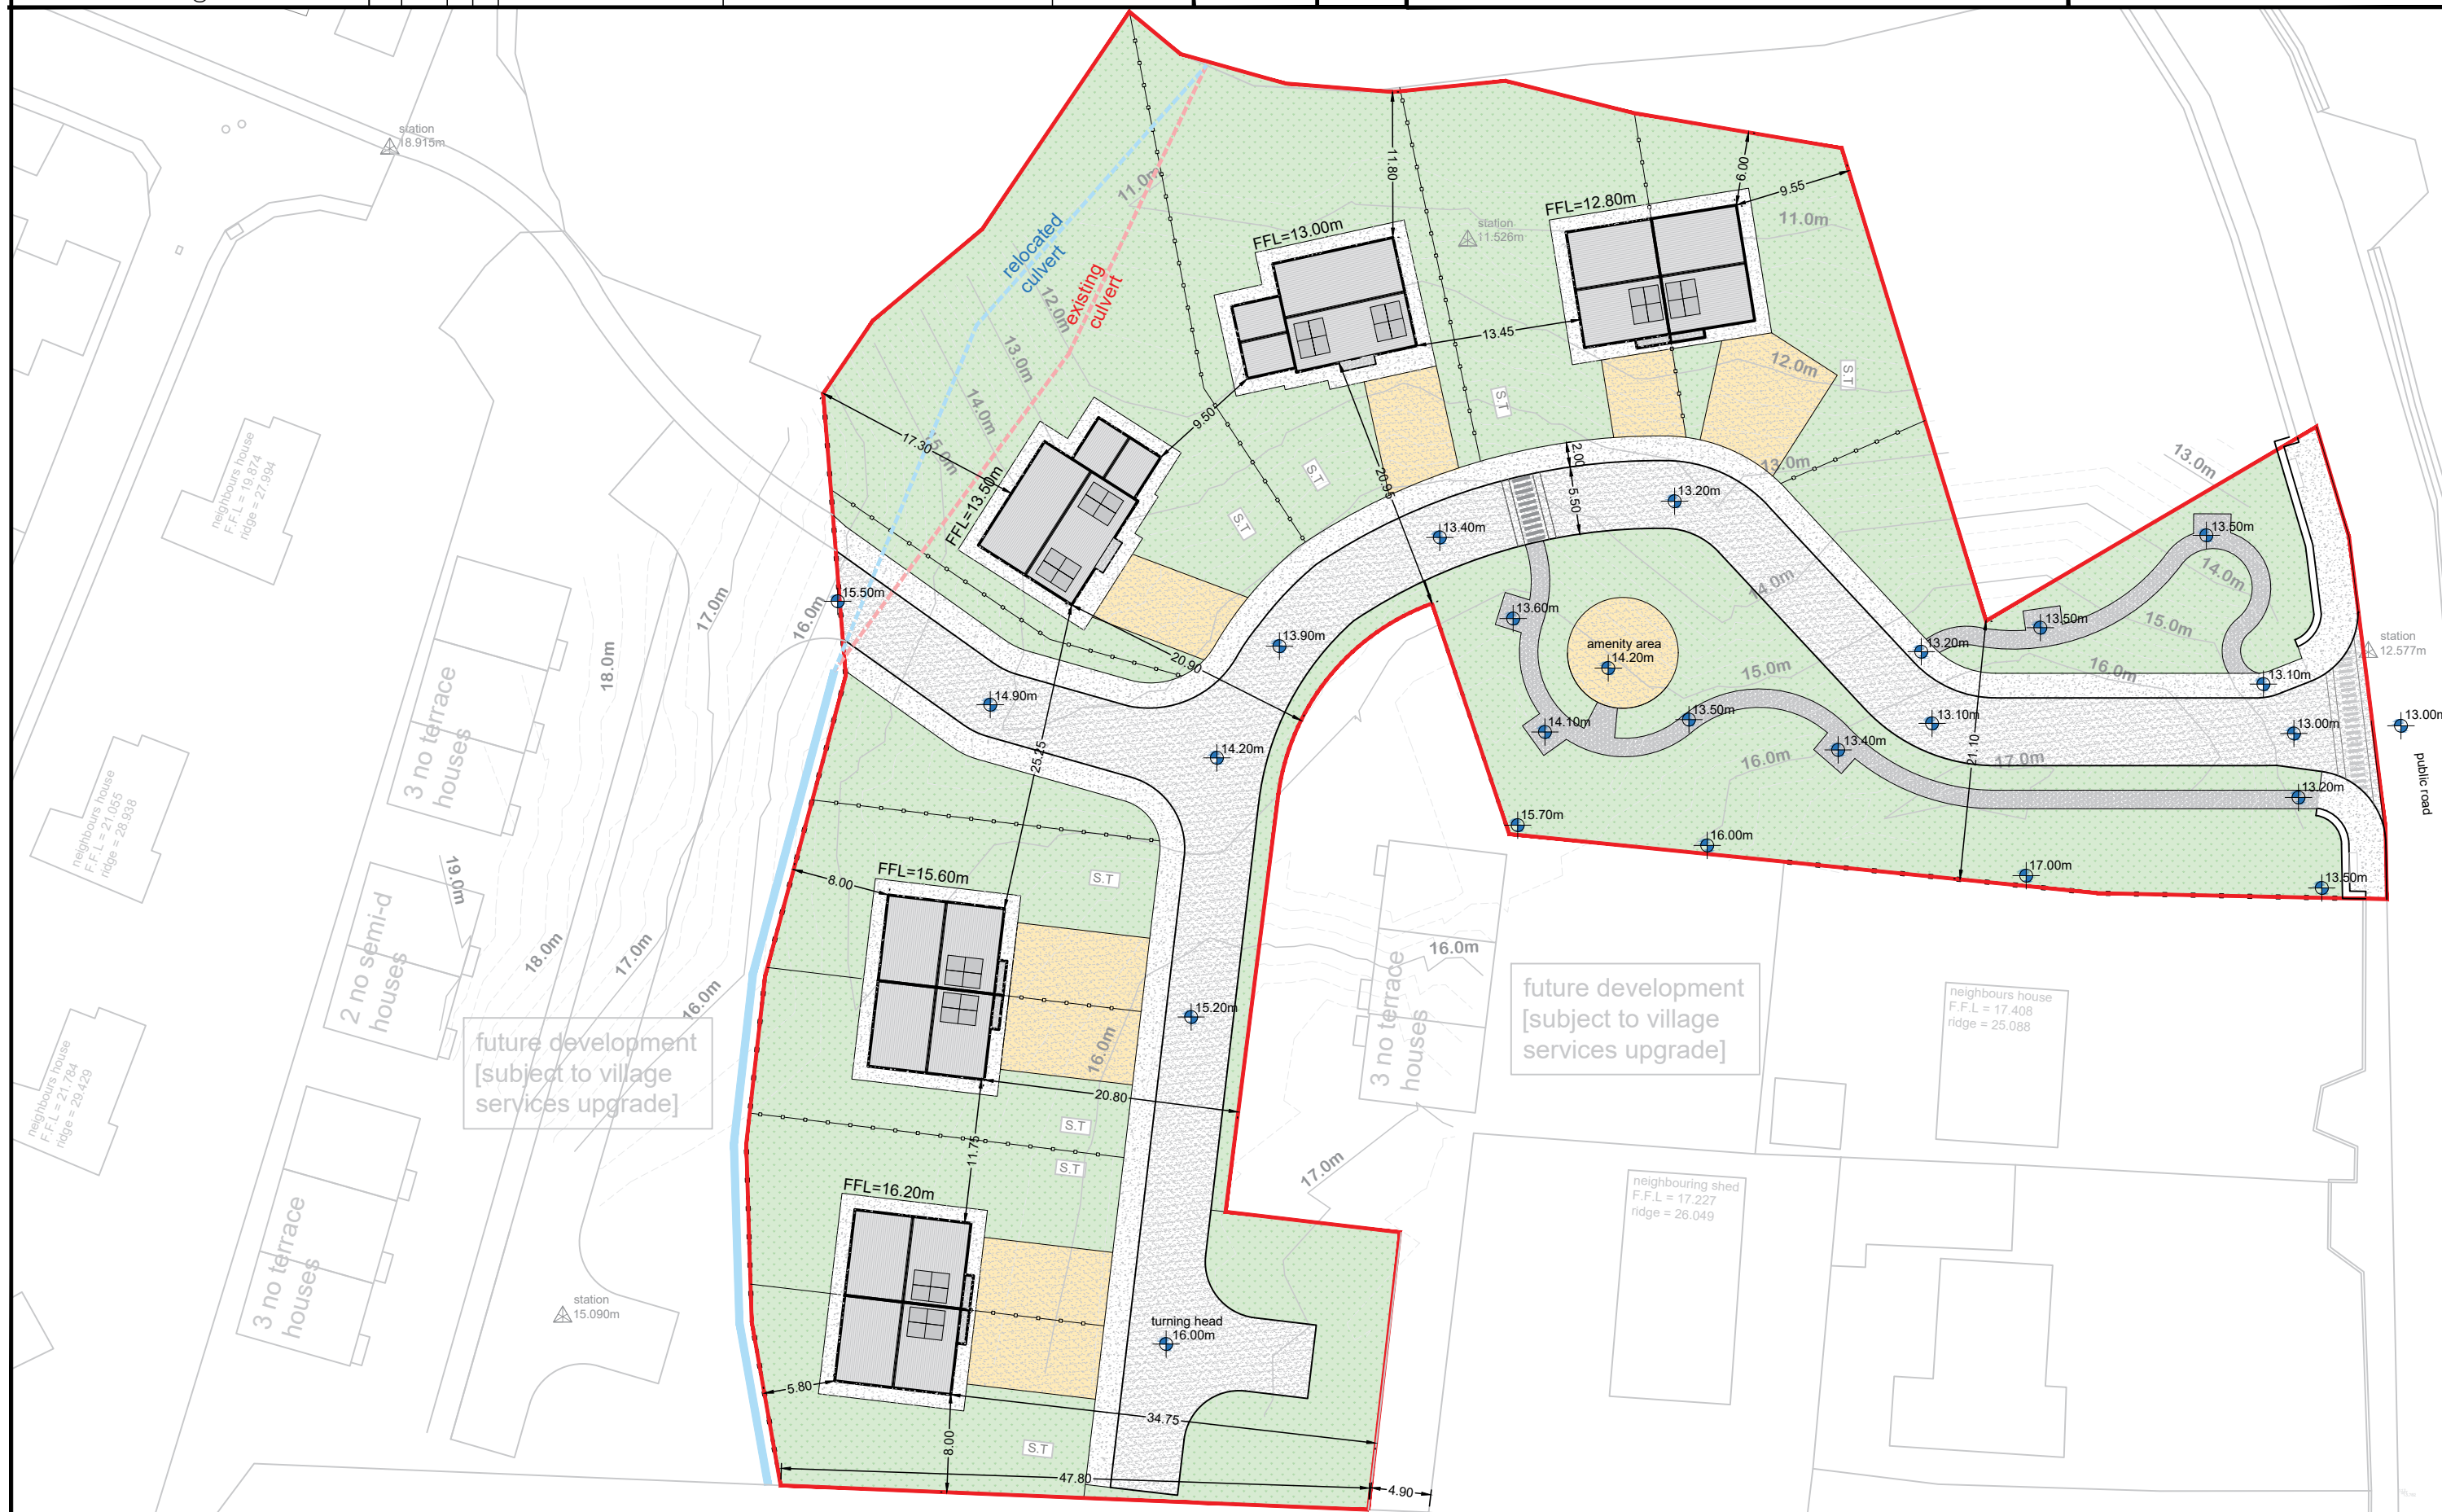 station
18.915m
11.0m
11.80
6.00
9.55
FFL=12.80m
11.0m
station
11.526m
FFL=13.00m
relocated
culvert
existing
culvert
12.0m
13.0m
14.0m
13.45
12.0m
S.T
S.T
9.50
17.30
neighbours house
F.F.L = 19.874
ridge = 27.994
FFL=13.50m
S.T
S.T
20.95
2.00
5.50
13.20m
13.0m
13.40m
13.0m
13.50m
14.0m
15.50m
17.0m
16.0m
18.0m
13.60m
14.0m
13.50m
15.0m
station
12.577m
amenity area
14.20m
13.20m
13.90m
20.90
15.0m
16.0m
13.10m
3 no terrace
houses
14.90m
14.10m
13.50m
13.10m
13.00m
13.00m
14.20m
25.25
13.40m
16.0m
21.10
17.0m
public road
neighbours house
F.F.L = 21.055
ridge = 28.938
13.20m
15.70m
16.00m
17.00m
13.50m
19.0m
8.00
FFL=15.60m
S.T
2 no semi-d
houses
18.0m
17.0m
16.0m
3 no terrace
houses
16.0m
future development
[subject to village
services upgrade]
neighbours house
F.F.L = 17.408
ridge = 25.088
15.20m
16.0m
future development
[subject to village
services upgrade]
neighbours house
F.F.L = 21.784
ridge = 29.429
20.80
S.T
11.75
S.T
17.0m
FFL=16.20m
neighbouring shed
F.F.L = 17.227
ridge = 26.049
3 no terrace
houses
station
15.090m
turning head
16.00m
5.80
34.75
8.00
S.T
47.80
4.90